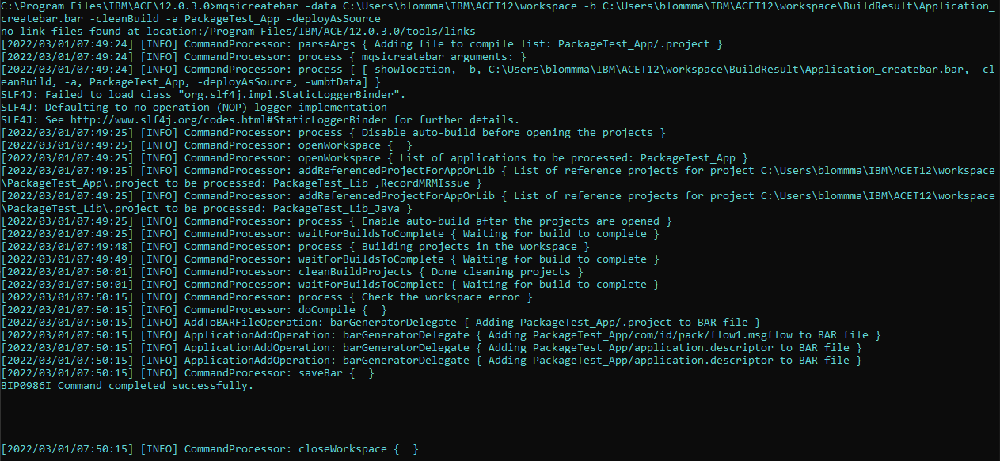 C:\Program Files\IBM\ACE\12.0.3.0>mqsicreatebar -data C:\Users\blommma\IBM\ACET12\workspace -b C:\Users\blommma\IBM\ACET12\workspace\BuildResult\Application_
createbar.bar -cleanBuild -a PackageTest_App -deployAsSource
no link files found at location:/Program Files/IBM/ACE/12.0.3.0/tools/links
[2022/03/01/07:49:24] [INFO] CommandProcessor: parseArgs { Adding file to compile list: PackageTest_App/.project }
[2022/03/01/07:49:24] [INFO] CommandProcessor: process { mqsicreatebar arguments: }
[2022/03/01/07:49:24] [INFO] CommandProcessor: process { [-showlocation, -b, C:\Users\blommma\IBM\ACET12\workspace\BuildResult\Application_createbar.bar, -cl
eanBuild, -a, PackageTest_App, -deployAsSource, -wmbtData] }
SLF4J: Failed to load class "org.slf4j.impl.StaticLoggerBinder".
SLF4J: Defaulting to no-operation (NOP) logger implementation
SLF4J: See http://www.slf4j.org/codes.html#StaticLoggerBinder for further details.
[2022/03/01/07:49:25] [INFO] CommandProcessor: process { Disable auto-build before opening the projects }
[2022/03/01/07:49:25] [INFO] CommandProcessor: openWorkspace {  }
[2022/03/01/07:49:25] [INFO] CommandProcessor: openWorkspace { List of applications to be processed: PackageTest_App }
[2022/03/01/07:49:25] [INFO] CommandProcessor: addReferencedProjectForAppOrLib { List of reference projects for project C:\Users\blommma\IBM\ACET12\workspace
\PackageTest_App\.project to be processed: PackageTest_Lib ,RecordMRMIssue }
[2022/03/01/07:49:25] [INFO] CommandProcessor: addReferencedProjectForAppOrLib { List of reference projects for project C:\Users\blommma\IBM\ACET12\workspace
\PackageTest_Lib\.project to be processed: PackageTest_Lib_Java }
[2022/03/01/07:49:25] [INFO] CommandProcessor: process { Enable auto-build after the projects are opened }
[2022/03/01/07:49:25] [INFO] CommandProcessor: waitForBuildsToComplete { Waiting for build to complete }
[2022/03/01/07:49:48] [INFO] CommandProcessor: process { Building projects in the workspace }
[2022/03/01/07:49:49] [INFO] CommandProcessor: waitForBuildsToComplete { Waiting for build to complete }
[2022/03/01/07:50:01] [INFO] CommandProcessor: cleanBuildProjects { Done cleaning projects }
[2022/03/01/07:50:01] [INFO] CommandProcessor: waitForBuildsToComplete { Waiting for build to complete }
[2022/03/01/07:50:15] [INFO] CommandProcessor: process { Check the workspace error }
[2022/03/01/07:50:15] [INFO] CommandProcessor: doCompile {  }
[2022/03/01/07:50:15] [INFO] AddToBARFileOperation: barGeneratorDelegate { Adding PackageTest_App/.project to BAR file }
[2022/03/01/07:50:15] [INFO] ApplicationAddOperation: barGeneratorDelegate { Adding PackageTest_App/com/id/pack/flow1.msgflow to BAR file }
[2022/03/01/07:50:15] [INFO] ApplicationAddOperation: barGeneratorDelegate { Adding PackageTest_App/application.descriptor to BAR file }
[2022/03/01/07:50:15] [INFO] ApplicationAddOperation: barGeneratorDelegate { Adding PackageTest_App/application.descriptor to BAR file }
[2022/03/01/07:50:15] [INFO] CommandProcessor: saveBar {  }
BIP0986I Command completed successfully.
[2022/03/01/07:50:15] [INFO] CommandProcessor: closeWorkspace {  }